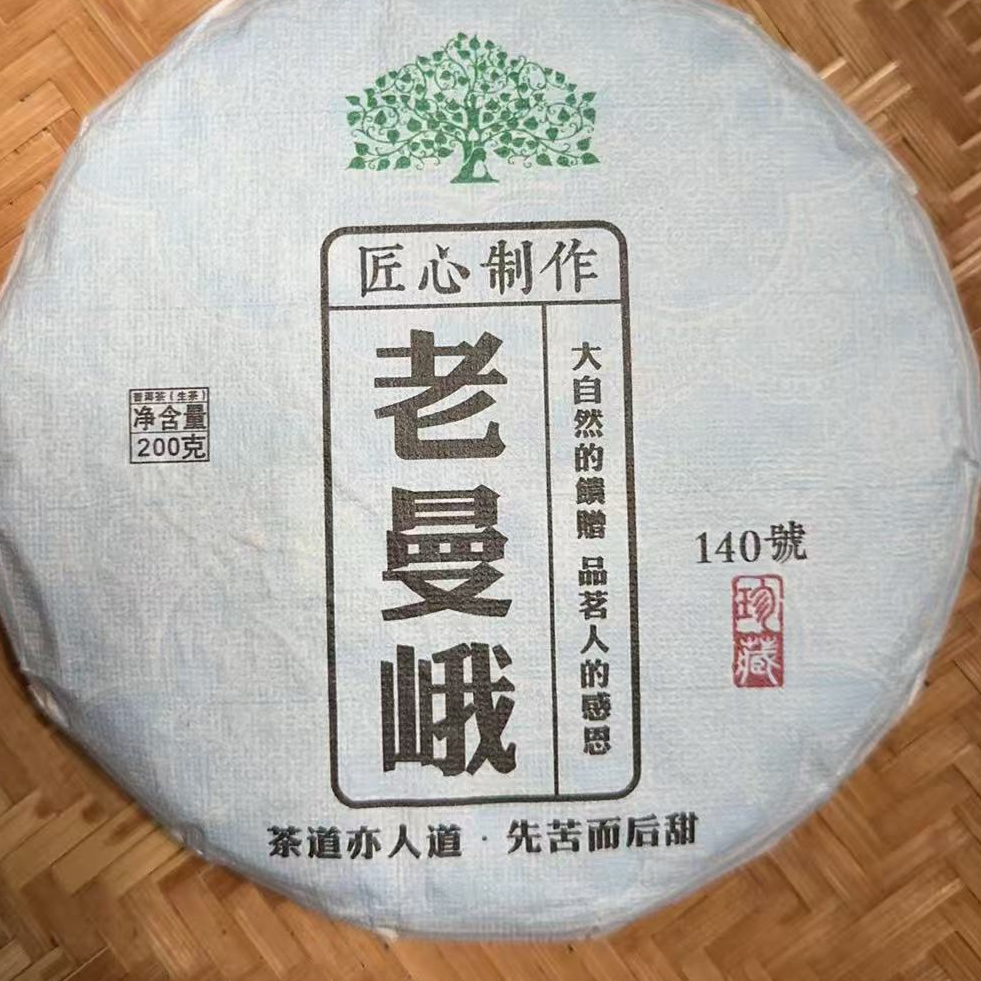 匠心制作
老曼峨
大自然的饋贈 品茗人的感恩
普洱茶(生茶)
净含量
200克
140號
珍藏
茶道亦人道·先苦而后甜